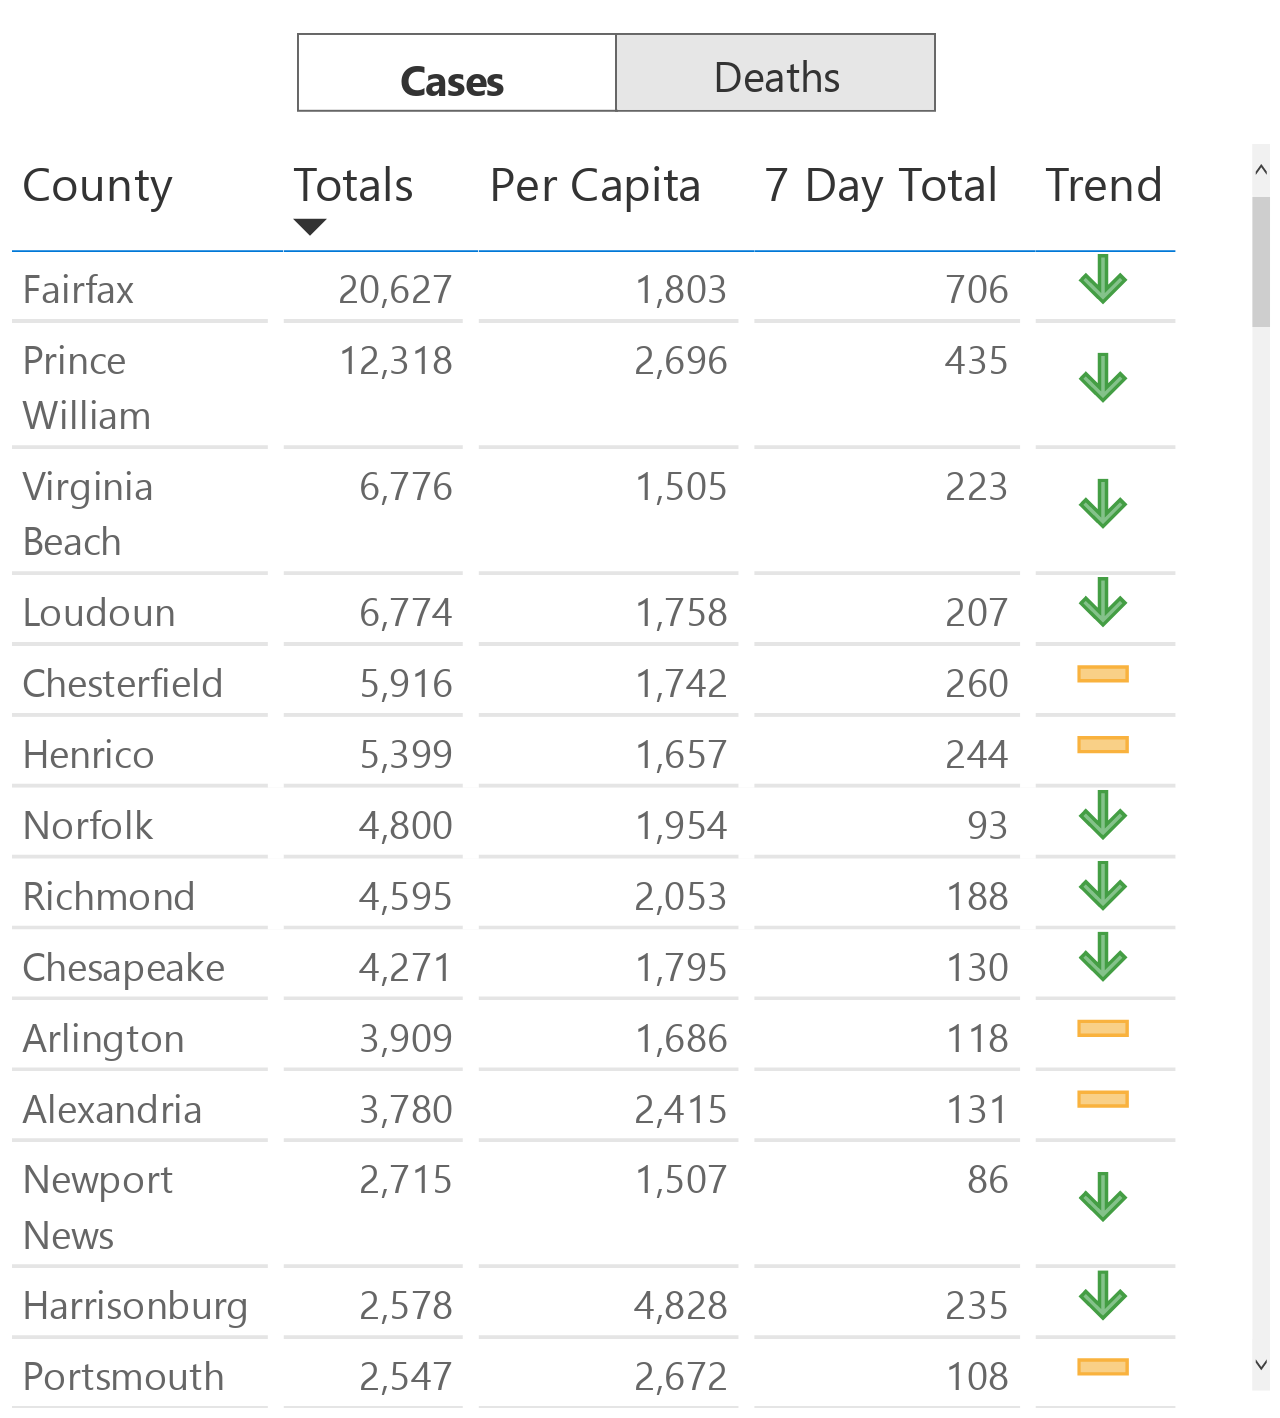 Cases Deaths
County Totals Per Capita 7 Day Total Trend
Fairfax 20,627 1,803 706
Prince 12,318 2,696 435
William
Virginia 6,776 1,505 223
Beach
Loudoun 6,774 1,758 207
Chesterfield 5,916 1,742 260
Henrico 5,399 1,657 244
Norfolk 4,800 1,954 93
Richmond 4,595 2,053 188
Chesapeake 4,271 1,795 130
Arlington 3,909 1,686 118
Alexandria 3,780 2,415 131
Newport 2,715 1,507 86
News
Harrisonburg 2,578 4,828 235
Portsmouth 2,547 2,672 108